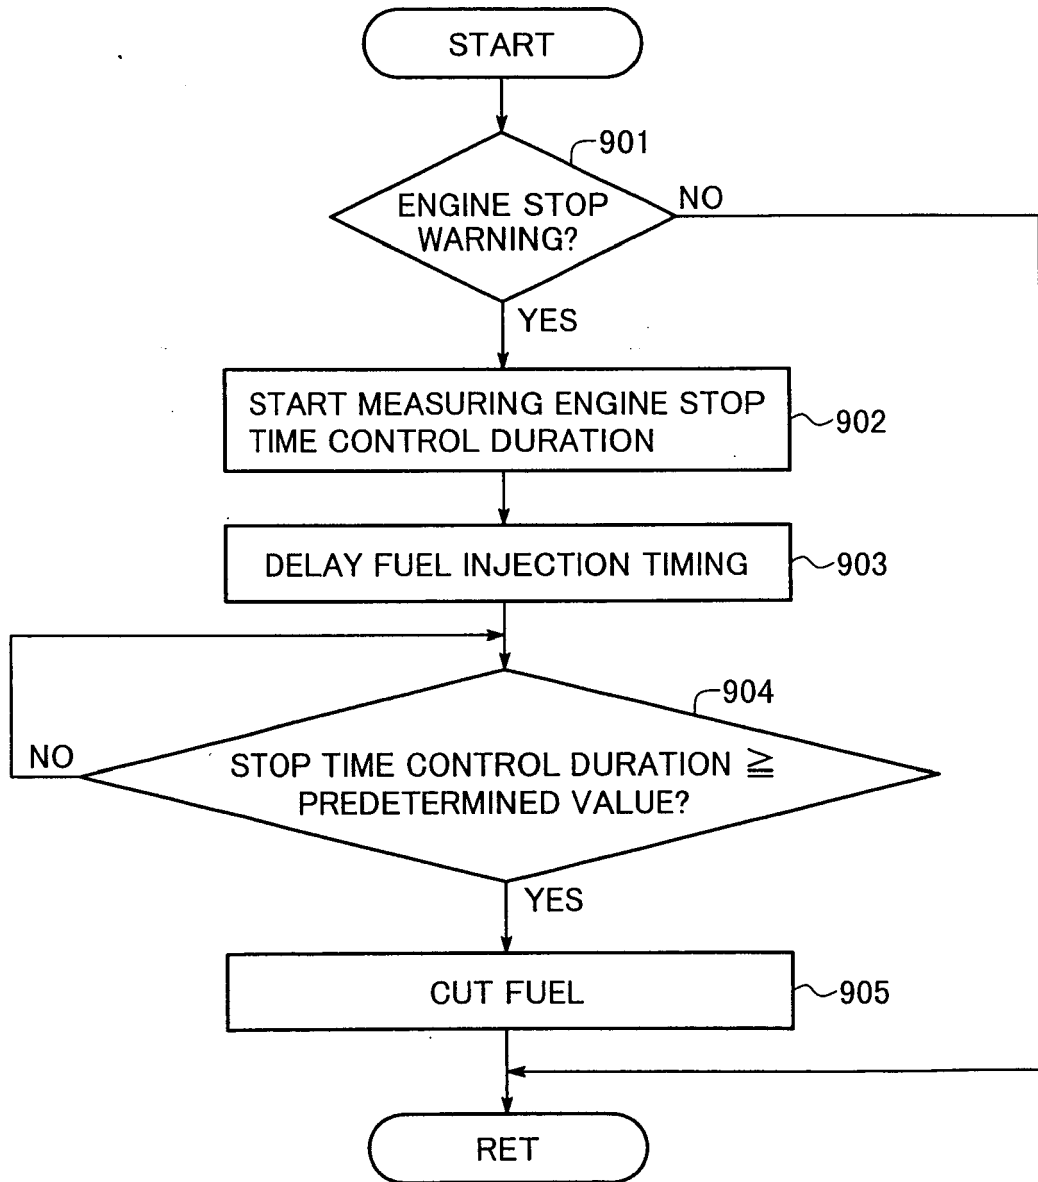 START
901
ENGINE STOP
WARNING?
NO
YES
START MEASURING ENGINE STOP
TIME CONTROL DURATION
902
DELAY FUEL INJECTION TIMING
903
904
NO
STOP TIME CONTROL DURATION ≧
PREDETERMINED VALUE?
YES
CUT FUEL
905
RET